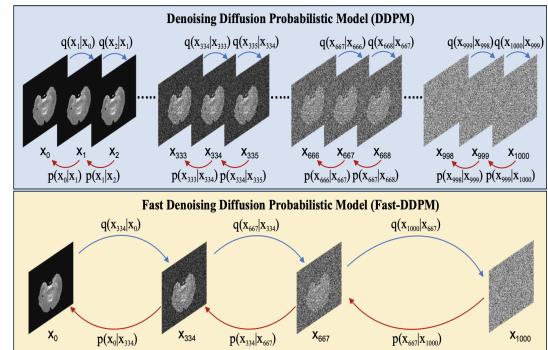 Denoising Diffusion Probabilistic Model (DDPM)
q(x₁|x₀) q(x₂|x₁) q(x₃₃₄|x₃₃₃) q(x₃₃₅|x₃₃₄) q(x₆₆₇|x₆₆₆) q(x₆₆₈|x₆₆₇) q(x₉₉₉|x₉₉₈) q(x₁₀₀₀|x₉₉₉)
...... ...... ......
x₀ x₁ x₂ x₃₃₃ x₃₃₄ x₃₃₅ x₆₆₆ x₆₆₇ x₆₆₈ x₉₉₈ x₉₉₉ x₁₀₀₀
p(x₀|x₁) p(x₁|x₂) p(x₃₃₃|x₃₃₄) p(x₃₃₄|x₃₃₅) p(x₆₆₆|x₆₆₇) p(x₆₆₇|x₆₆₈) p(x₉₉₈|x₉₉₉) p(x₉₉₉|x₁₀₀₀)
Fast Denoising Diffusion Probabilistic Model (Fast-DDPM)
q(x₃₃₄|x₀) q(x₆₆₇|x₃₃₄) q(x₁₀₀₀|x₆₆₇)
x₀ x₃₃₄ x₆₆₇ x₁₀₀₀
p(x₀|x₃₃₄) p(x₃₃₄|x₆₆₇) p(x₆₆₇|x₁₀₀₀)